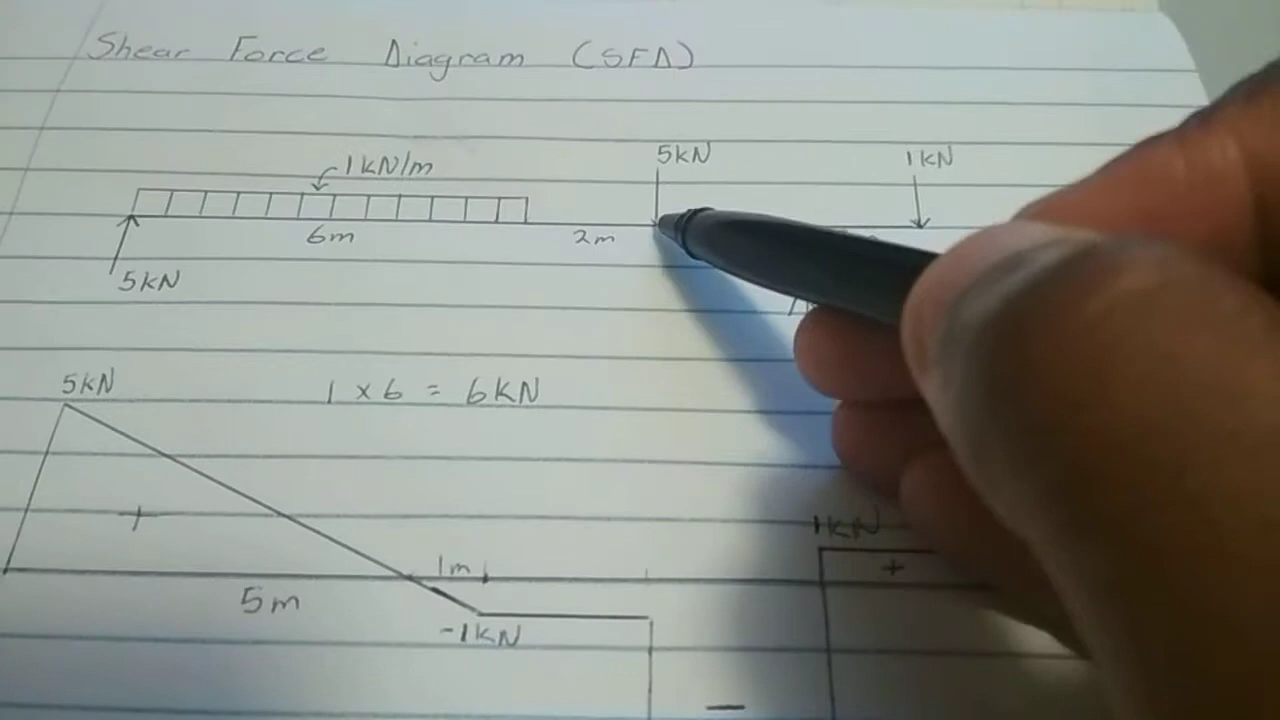 Shear Force Diagram (SFD)
1kN/m
5kN
1kN
6m
2m
5kN
5kN
1 x 6 = 6kN
+
1kN
+
1m
5m
-1kN
-